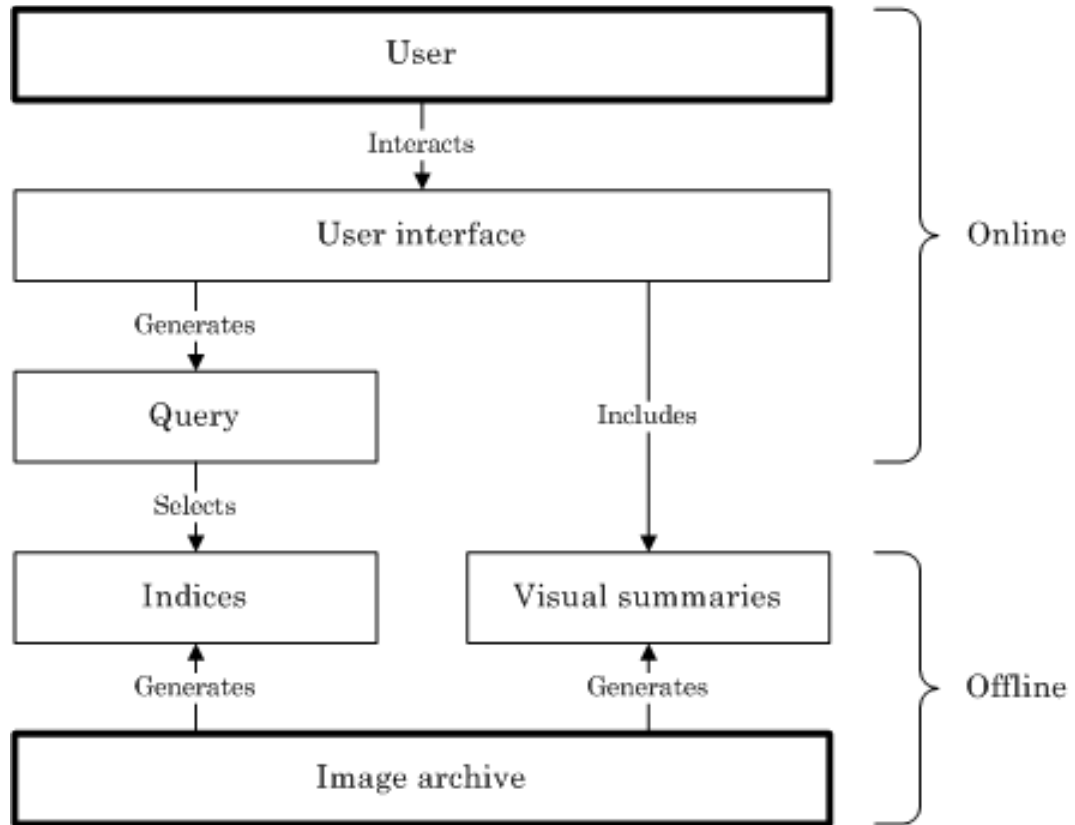 User
Interacts
User interface
Online
Generates
Query
Includes
Selects
Indices
Visual summaries
Generates
Generates
Offline
Image archive